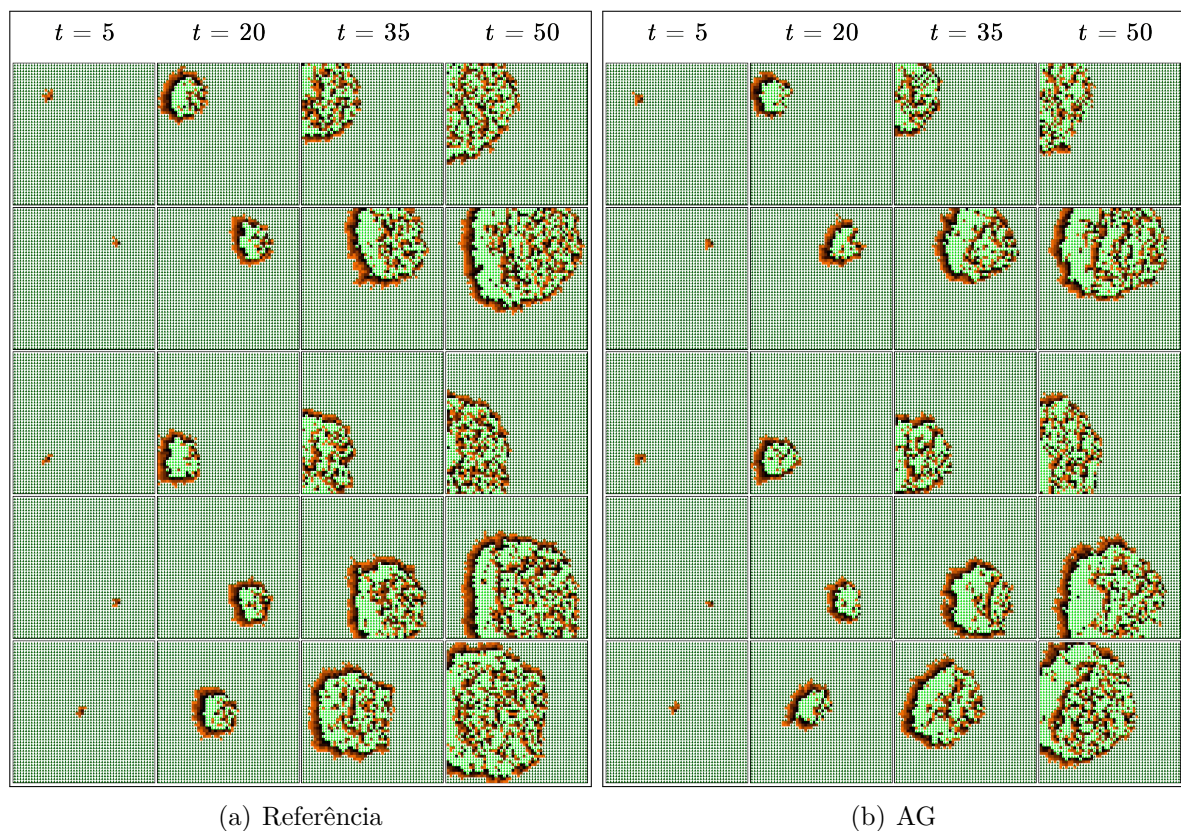 t = 5 t = 20 t = 35 t = 50 t = 5 t = 20 t = 35 t = 50
(a) Referência (b) AG